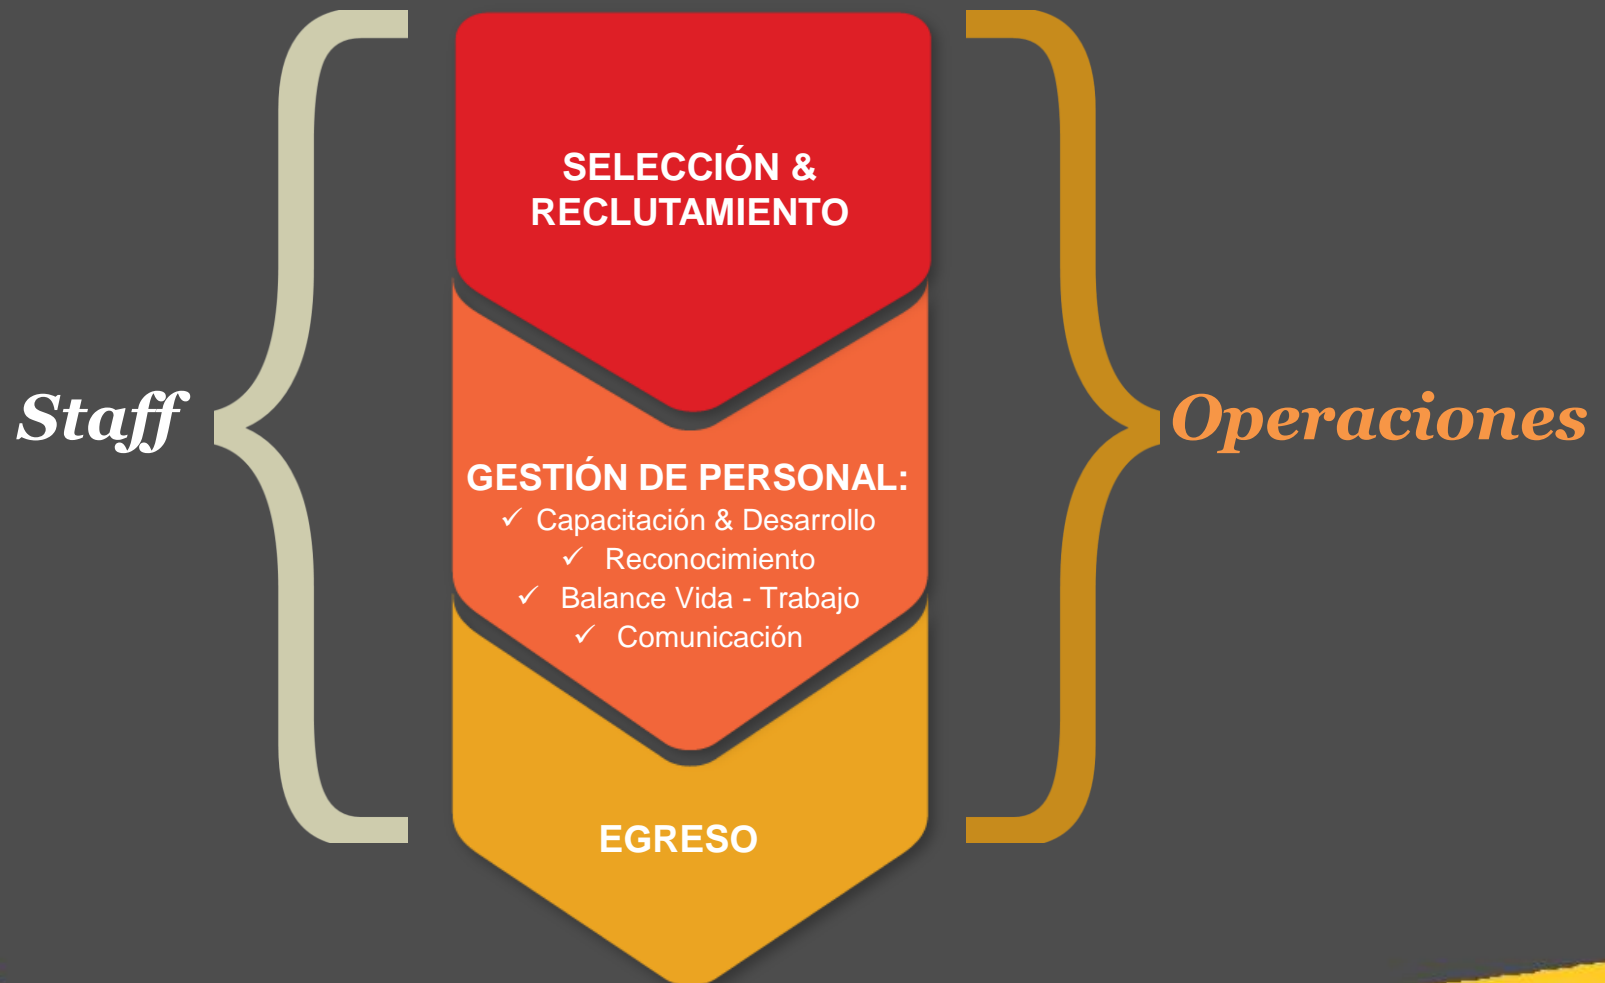 SELECCIÓN &
RECLUTAMIENTO
Staff
Operaciones
GESTIÓN DE PERSONAL:
✓ Capacitación & Desarrollo
✓ Reconocimiento
✓ Balance Vida - Trabajo
✓ Comunicación
EGRESO